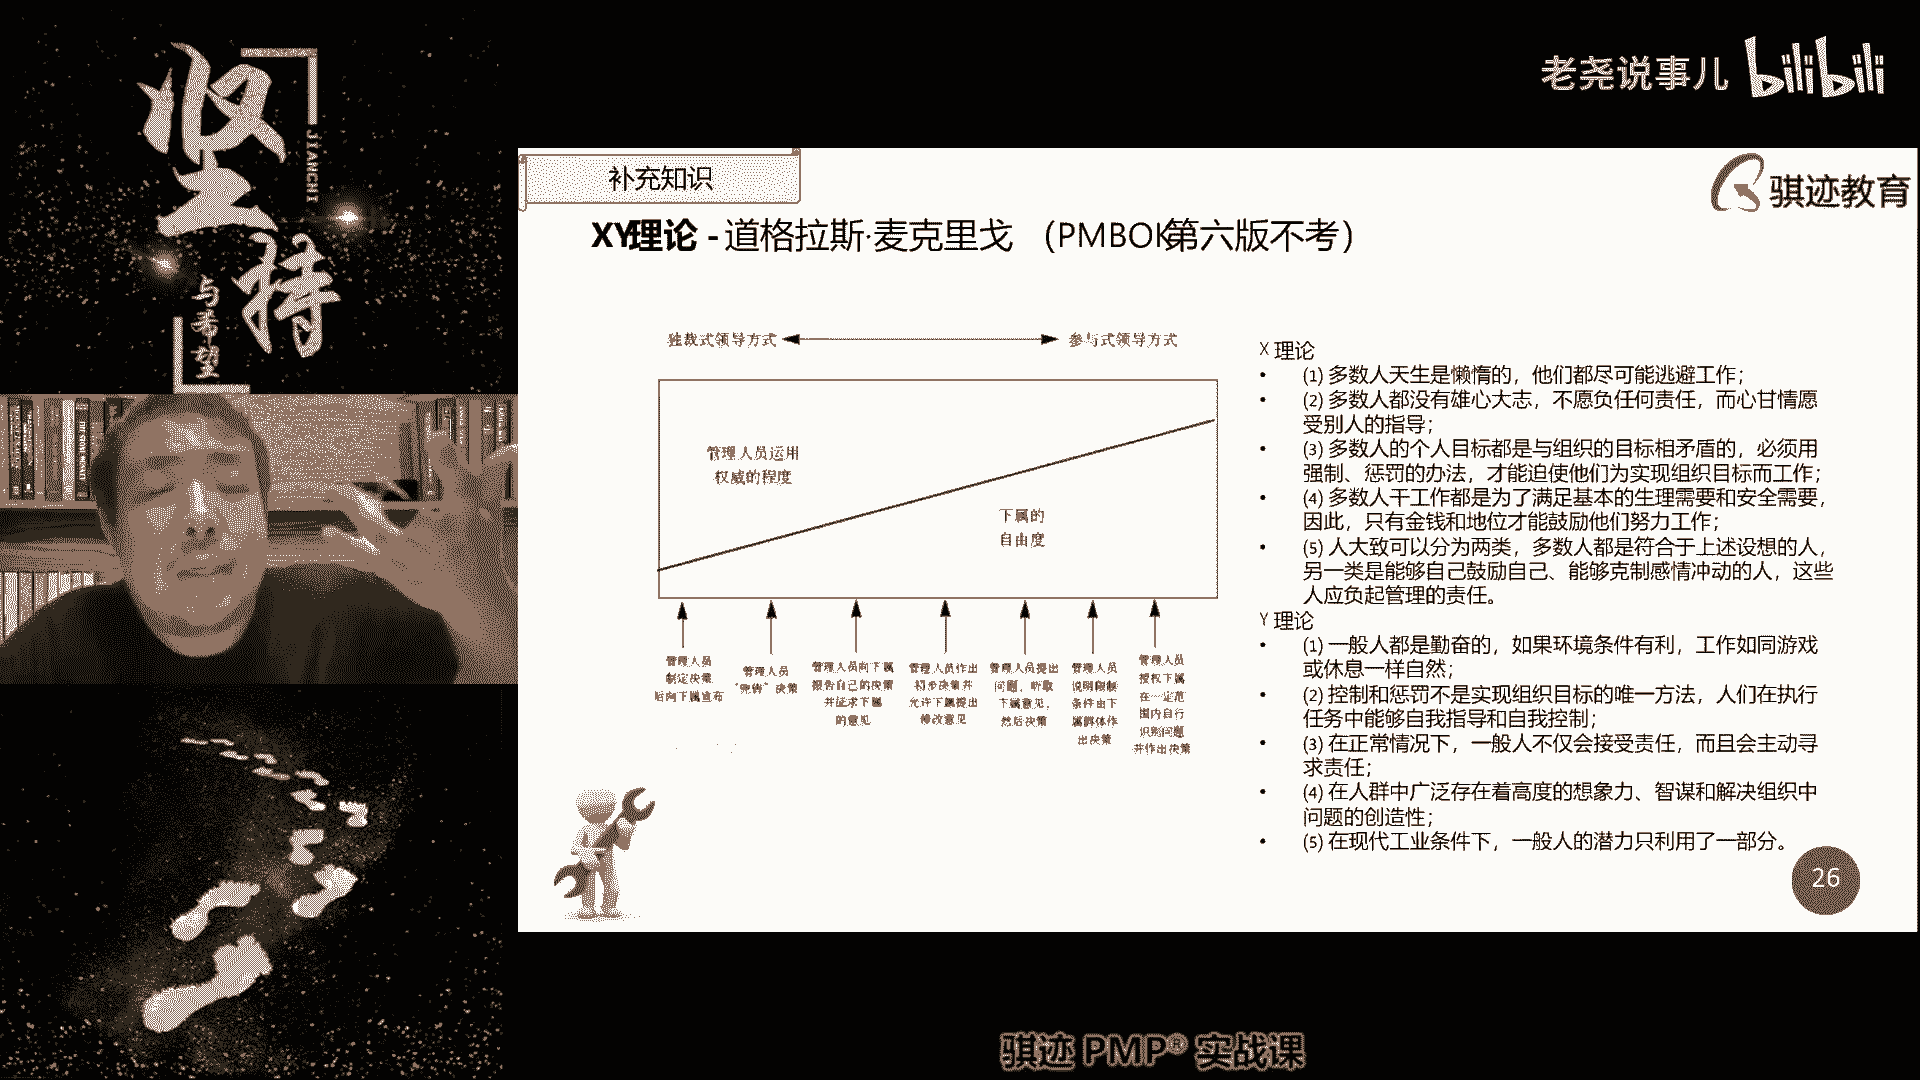 坚持
JIANCHI
与希望
老尧说事儿 bilibili
补充知识
骐迹教育
XY理论 - 道格拉斯·麦克里戈 （PMBOK第六版不考）
独裁式领导方式
参与式领导方式
管理人员运用
权威的程度
下属的
自由度
管理人员
制定决策
后向下属宣布
管理人员
“兜售”决策
管理人员向下属
报告自己的决策
并征求下属
的意见
管理人员作出
初步决策并
允许下属提出
修改意见
管理人员提出
问题，听取
下属意见，
然后决策
管理人员
说明限制
条件由下
属群体作
出决策
管理人员
授权下属
在一定范
围内自行
识别问题
并作出决策
X 理论
• (1) 多数人天生是懒惰的，他们都尽可能逃避工作；
• (2) 多数人都没有雄心大志，不愿负任何责任，而心甘情愿
受别人的指导；
• (3) 多数人的个人目标都是与组织的目标相矛盾的，必须用
强制、惩罚的办法，才能迫使他们为实现组织目标而工作；
• (4) 多数人干工作都是为了满足基本的生理需要和安全需要，
因此，只有金钱和地位才能鼓励他们努力工作；
• (5) 人大致可以分为两类，多数人都是符合于上述设想的人，
另一类是能够自己鼓励自己、能够克制感情冲动的人，这些
人应负起管理的责任。
Y 理论
• (1) 一般人都是勤奋的，如果环境条件有利，工作如同游戏
或休息一样自然；
• (2) 控制和惩罚不是实现组织目标的唯一方法，人们在执行
任务中能够自我指导和自我控制；
• (3) 在正常情况下，一般人不仅会接受责任，而且会主动寻
求责任；
• (4) 在人群中广泛存在着高度的想象力、智谋和解决组织中
问题的创造性；
• (5) 在现代工业条件下，一般人的潜力只利用了一部分。
26
骐迹 PMP® 实战课